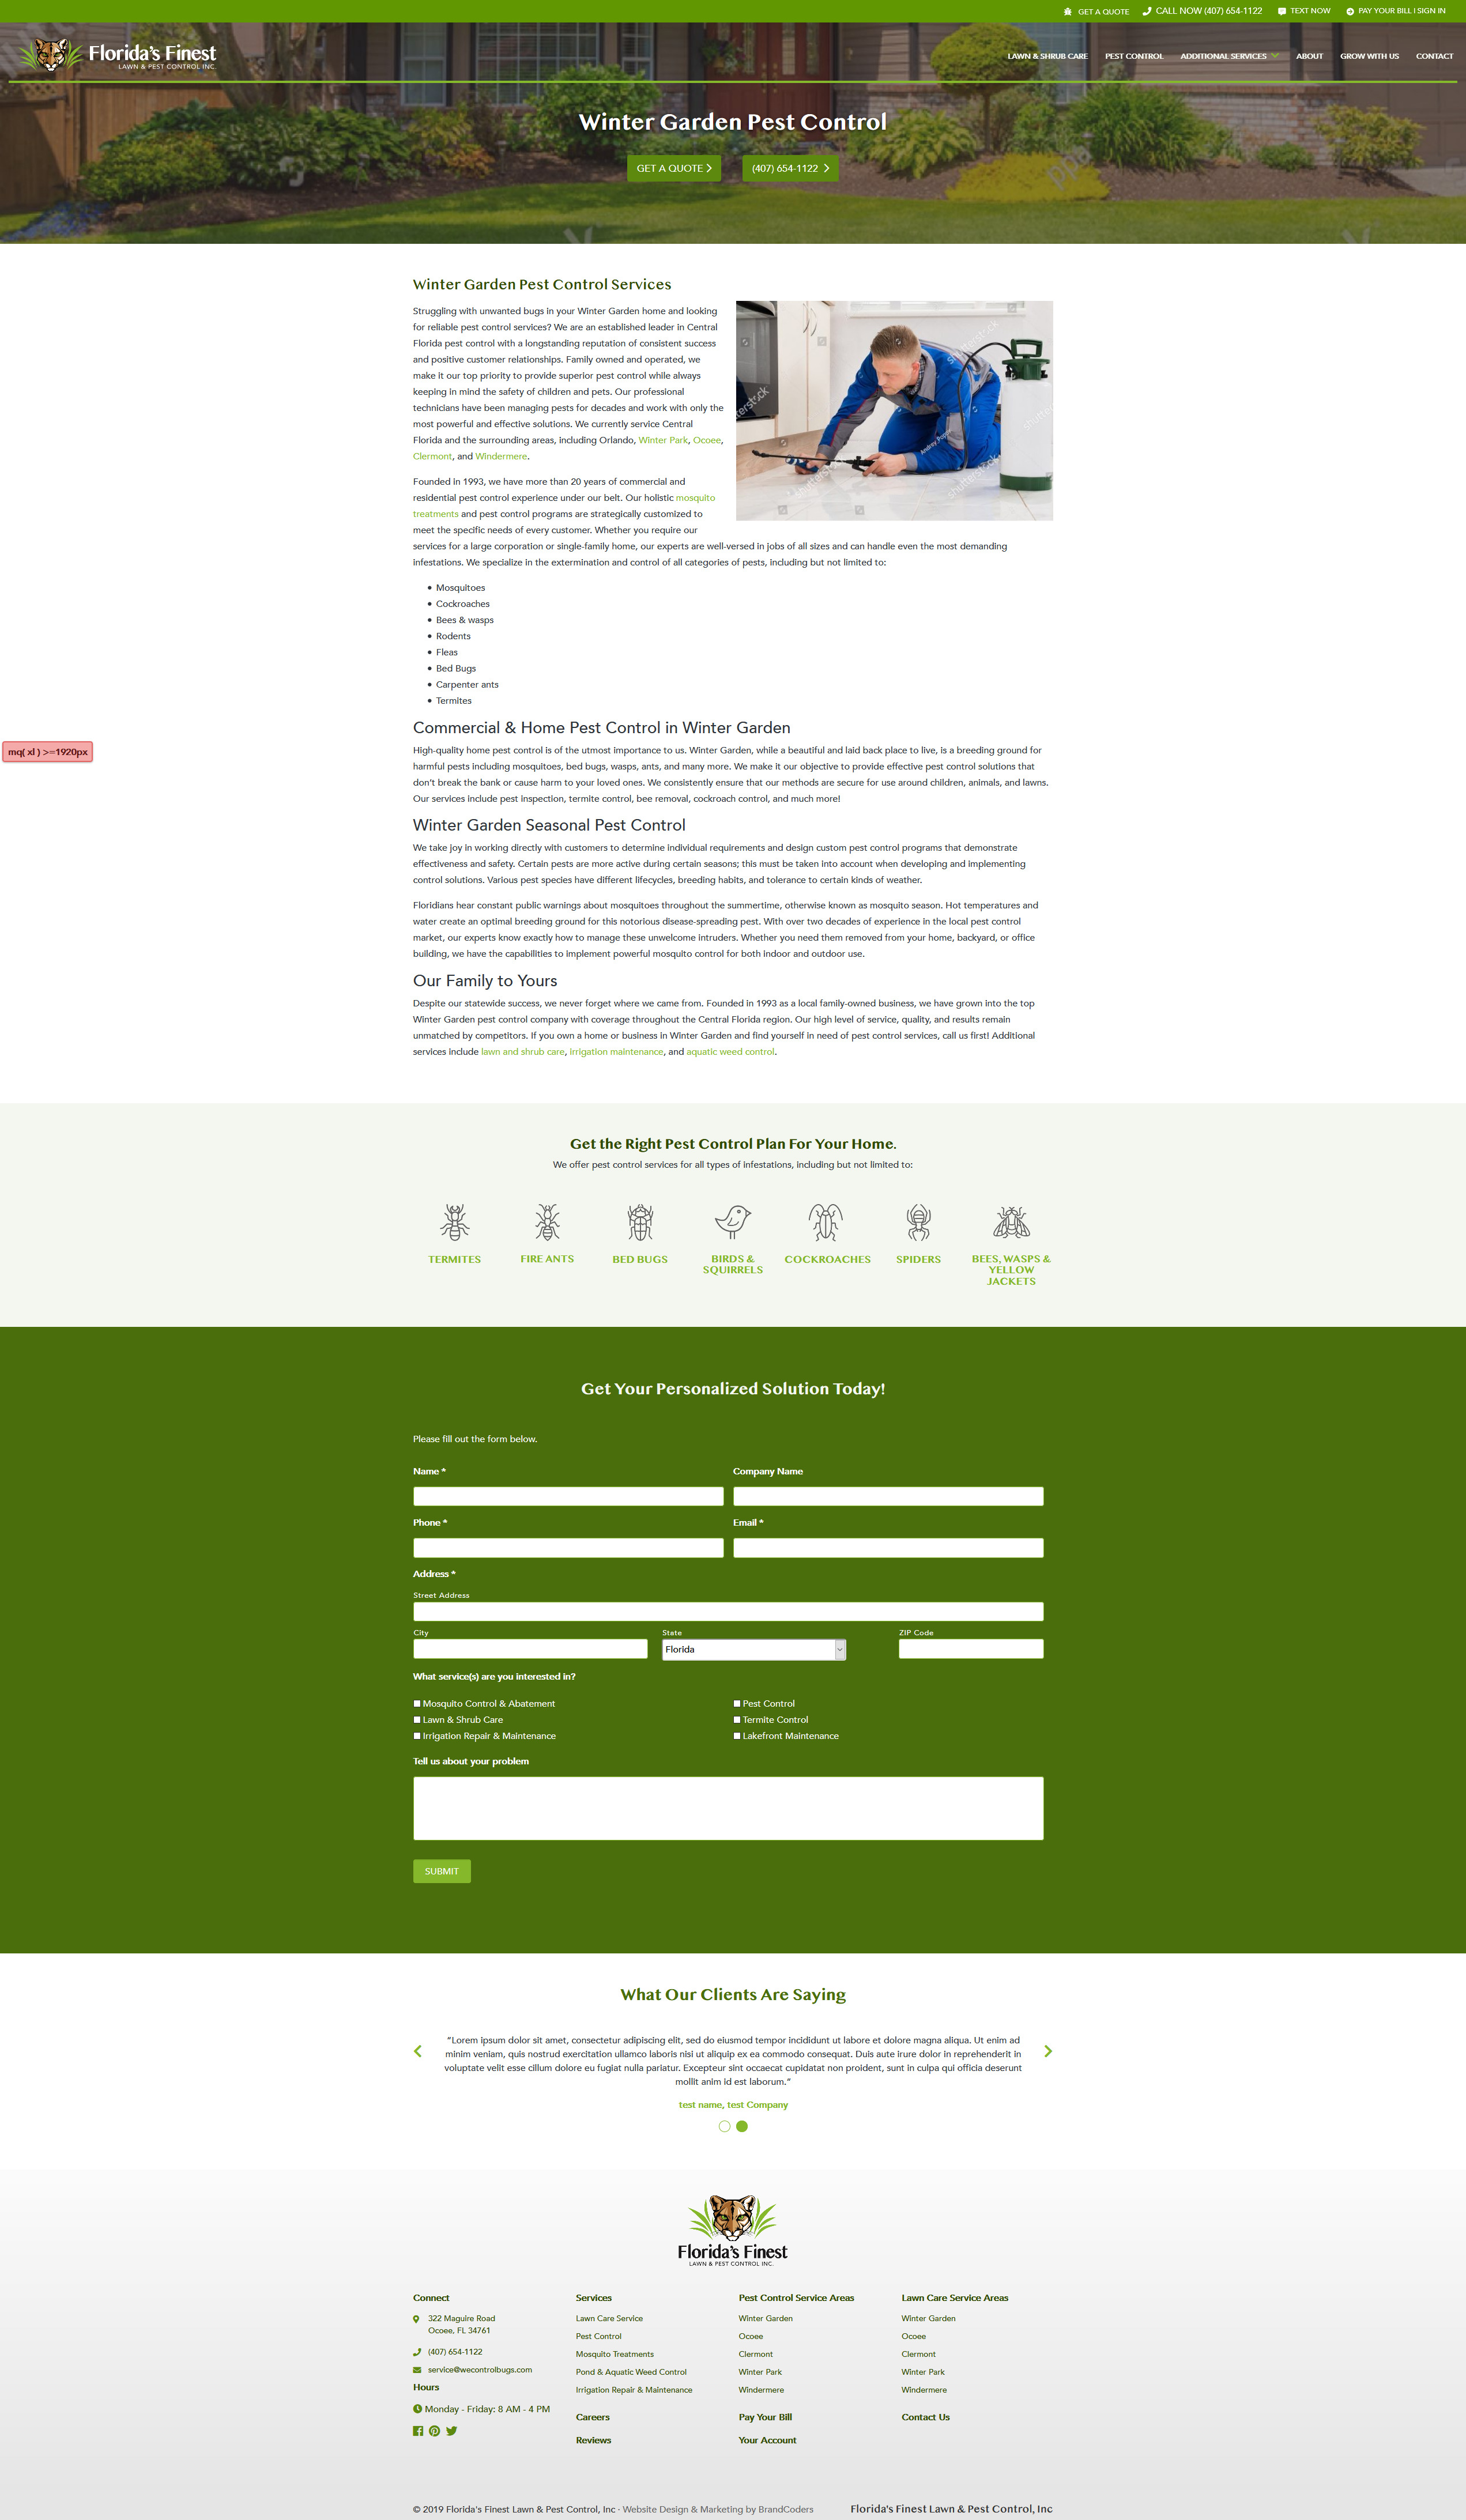 GET A QUOTE CALL NOW (407) 654-1122 TEXT NOW PAY YOUR BILL I SIGN IN
Florida's Finest
LAWN & PEST CONTROL INC.
LAWN & SHRUB CARE PEST CONTROL ADDITIONAL SERVICES ABOUT GROW WITH US CONTACT
Winter Garden Pest Control
GET A QUOTE (407) 654-1122
Winter Garden Pest Control Services
Struggling with unwanted bugs in your Winter Garden home and looking
for reliable pest control services? We are an established leader in Central
Florida pest control with a longstanding reputation of consistent success
and positive customer relationships. Family owned and operated, we
make it our top priority to provide superior pest control while always
keeping in mind the safety of children and pets. Our professional
technicians have been managing pests for decades and work with only the
most powerful and effective solutions. We currently service Central
Florida and the surrounding areas, including Orlando, Winter Park, Ocoee,
Clermont, and Windermere.
shutterstock
Founded in 1993, we have more than 20 years of commercial and
residential pest control experience under our belt. Our holistic mosquito
treatments and pest control programs are strategically customized to
meet the specific needs of every customer. Whether you require our
services for a large corporation or single-family home, our experts are well-versed in jobs of all sizes and can handle even the most demanding
infestations. We specialize in the extermination and control of all categories of pests, including but not limited to:
• Mosquitoes
• Cockroaches
• Bees & wasps
• Rodents
• Fleas
• Bed Bugs
• Carpenter ants
• Termites
Commercial & Home Pest Control in Winter Garden
mq( xl ) >=1920px
High-quality home pest control is of the utmost importance to us. Winter Garden, while a beautiful and laid back place to live, is a breeding ground for
harmful pests including mosquitoes, bed bugs, wasps, ants, and many more. We make it our objective to provide effective pest control solutions that
don't break the bank or cause harm to your loved ones. We consistently ensure that our methods are secure for use around children, animals, and lawns.
Our services include pest inspection, termite control, bee removal, cockroach control, and much more!
Winter Garden Seasonal Pest Control
We take joy in working directly with customers to determine individual requirements and design custom pest control programs that demonstrate
effectiveness and safety. Certain pests are more active during certain seasons; this must be taken into account when developing and implementing
control solutions. Various pest species have different lifecycles, breeding habits, and tolerance to certain kinds of weather.
Floridians hear constant public warnings about mosquitoes throughout the summertime, otherwise known as mosquito season. Hot temperatures and
water create an optimal breeding ground for this notorious disease-spreading pest. With over two decades of experience in the local pest control
market, our experts know exactly how to manage these unwelcome intruders. Whether you need them removed from your home, backyard, or office
building, we have the capabilities to implement powerful mosquito control for both indoor and outdoor use.
Our Family to Yours
Despite our statewide success, we never forget where we came from. Founded in 1993 as a local family-owned business, we have grown into the top
Winter Garden pest control company with coverage throughout the Central Florida region. Our high level of service, quality, and results remain
unmatched by competitors. If you own a home or business in Winter Garden and find yourself in need of pest control services, call us first! Additional
services include lawn and shrub care, irrigation maintenance, and aquatic weed control.
Get the Right Pest Control Plan For Your Home.
We offer pest control services for all types of infestations, including but not limited to:
TERMITES FIRE ANTS BED BUGS BIRDS & SQUIRRELS COCKROACHES SPIDERS BEES, WASPS & YELLOW JACKETS
Get Your Personalized Solution Today!
Please fill out the form below.
Name * Company Name
Phone * Email *
Address *
Street Address
City State ZIP Code
Florida
What service(s) are you interested in?
Mosquito Control & Abatement Pest Control
Lawn & Shrub Care Termite Control
Irrigation Repair & Maintenance Lakefront Maintenance
Tell us about your problem
SUBMIT
What Our Clients Are Saying
"Lorem ipsum dolor sit amet, consectetur adipiscing elit, sed do eiusmod tempor incididunt ut labore et dolore magna aliqua. Ut enim ad
minim veniam, quis nostrud exercitation ullamco laboris nisi ut aliquip ex ea commodo consequat. Duis aute irure dolor in reprehenderit in
voluptate velit esse cillum dolore eu fugiat nulla pariatur. Excepteur sint occaecat cupidatat non proident, sunt in culpa qui officia deserunt
mollit anim id est laborum."
test name, test Company
Florida's Finest
LAWN & PEST CONTROL INC.
Connect Services Pest Control Service Areas Lawn Care Service Areas
322 Maguire Road Lawn Care Service Winter Garden Winter Garden
Ocoee, FL 34761 Pest Control Ocoee Ocoee
(407) 654-1122 Mosquito Treatments Clermont Clermont
service@wecontrolbugs.com Pond & Aquatic Weed Control Winter Park Winter Park
Hours Irrigation Repair & Maintenance Windermere Windermere
Monday - Friday: 8 AM - 4 PM Careers Pay Your Bill Contact Us
Reviews Your Account
© 2019 Florida's Finest Lawn & Pest Control, Inc · Website Design & Marketing by BrandCoders Florida's Finest Lawn & Pest Control, Inc